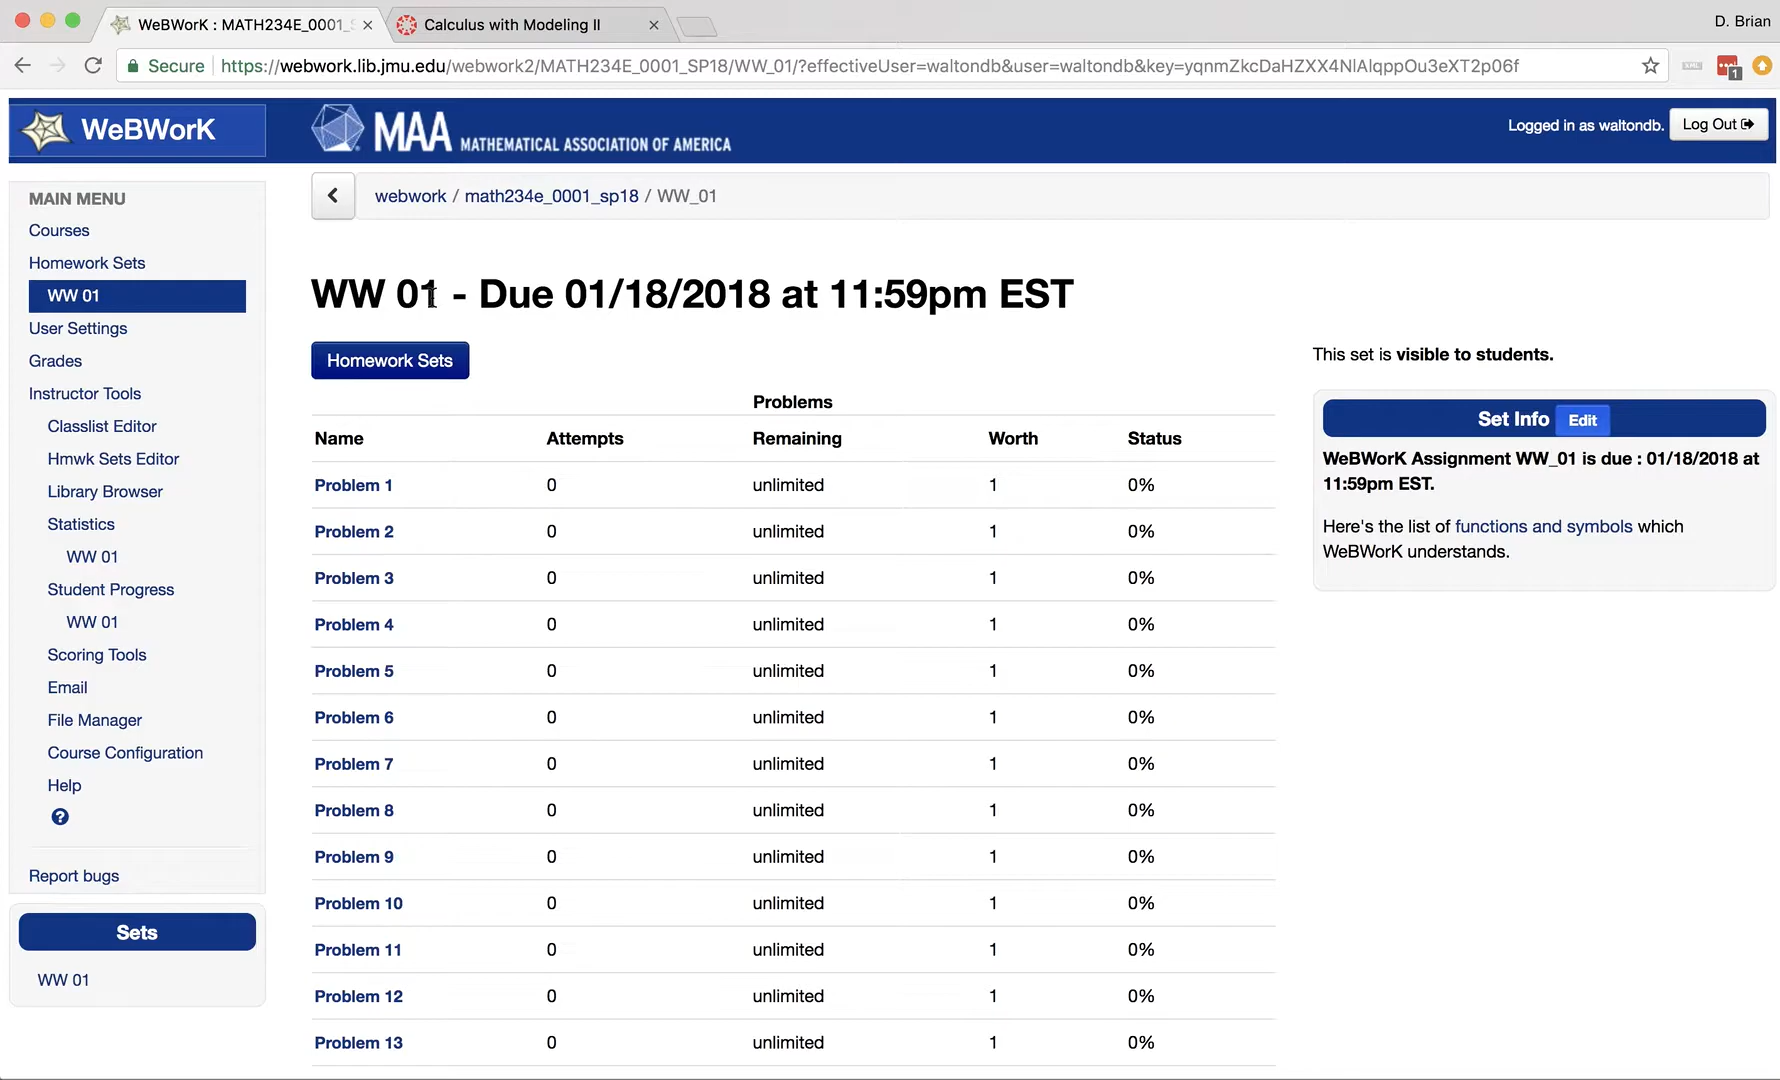 WeBWorK : MATH234E_0001_S
Calculus with Modeling II
D. Brian
Secure
https://webwork.lib.jmu.edu/webwork2/MATH234E_0001_SP18/WW_01/?effectiveUser=waltondb&user=waltondb&key=yqnmZkcDaHZXX4NlAlqppOu3eXT2p06f
1
WeBWorK
MAA MATHEMATICAL ASSOCIATION OF AMERICA
Logged in as waltondb.
Log Out
MAIN MENU
Courses
Homework Sets
WW 01
User Settings
Grades
Instructor Tools
Classlist Editor
Hmwk Sets Editor
Library Browser
Statistics
WW 01
Student Progress
WW 01
Scoring Tools
Email
File Manager
Course Configuration
Help
?
Report bugs
Sets
WW 01
webwork / math234e_0001_sp18 / WW_01
WW 01 - Due 01/18/2018 at 11:59pm EST
Homework Sets
Problems
Name Attempts Remaining Worth Status
Problem 1 0 unlimited 1 0%
Problem 2 0 unlimited 1 0%
Problem 3 0 unlimited 1 0%
Problem 4 0 unlimited 1 0%
Problem 5 0 unlimited 1 0%
Problem 6 0 unlimited 1 0%
Problem 7 0 unlimited 1 0%
Problem 8 0 unlimited 1 0%
Problem 9 0 unlimited 1 0%
Problem 10 0 unlimited 1 0%
Problem 11 0 unlimited 1 0%
Problem 12 0 unlimited 1 0%
Problem 13 0 unlimited 1 0%
This set is visible to students.
Set Info Edit
WeBWorK Assignment WW_01 is due : 01/18/2018 at
11:59pm EST.
Here's the list of functions and symbols which
WeBWorK understands.